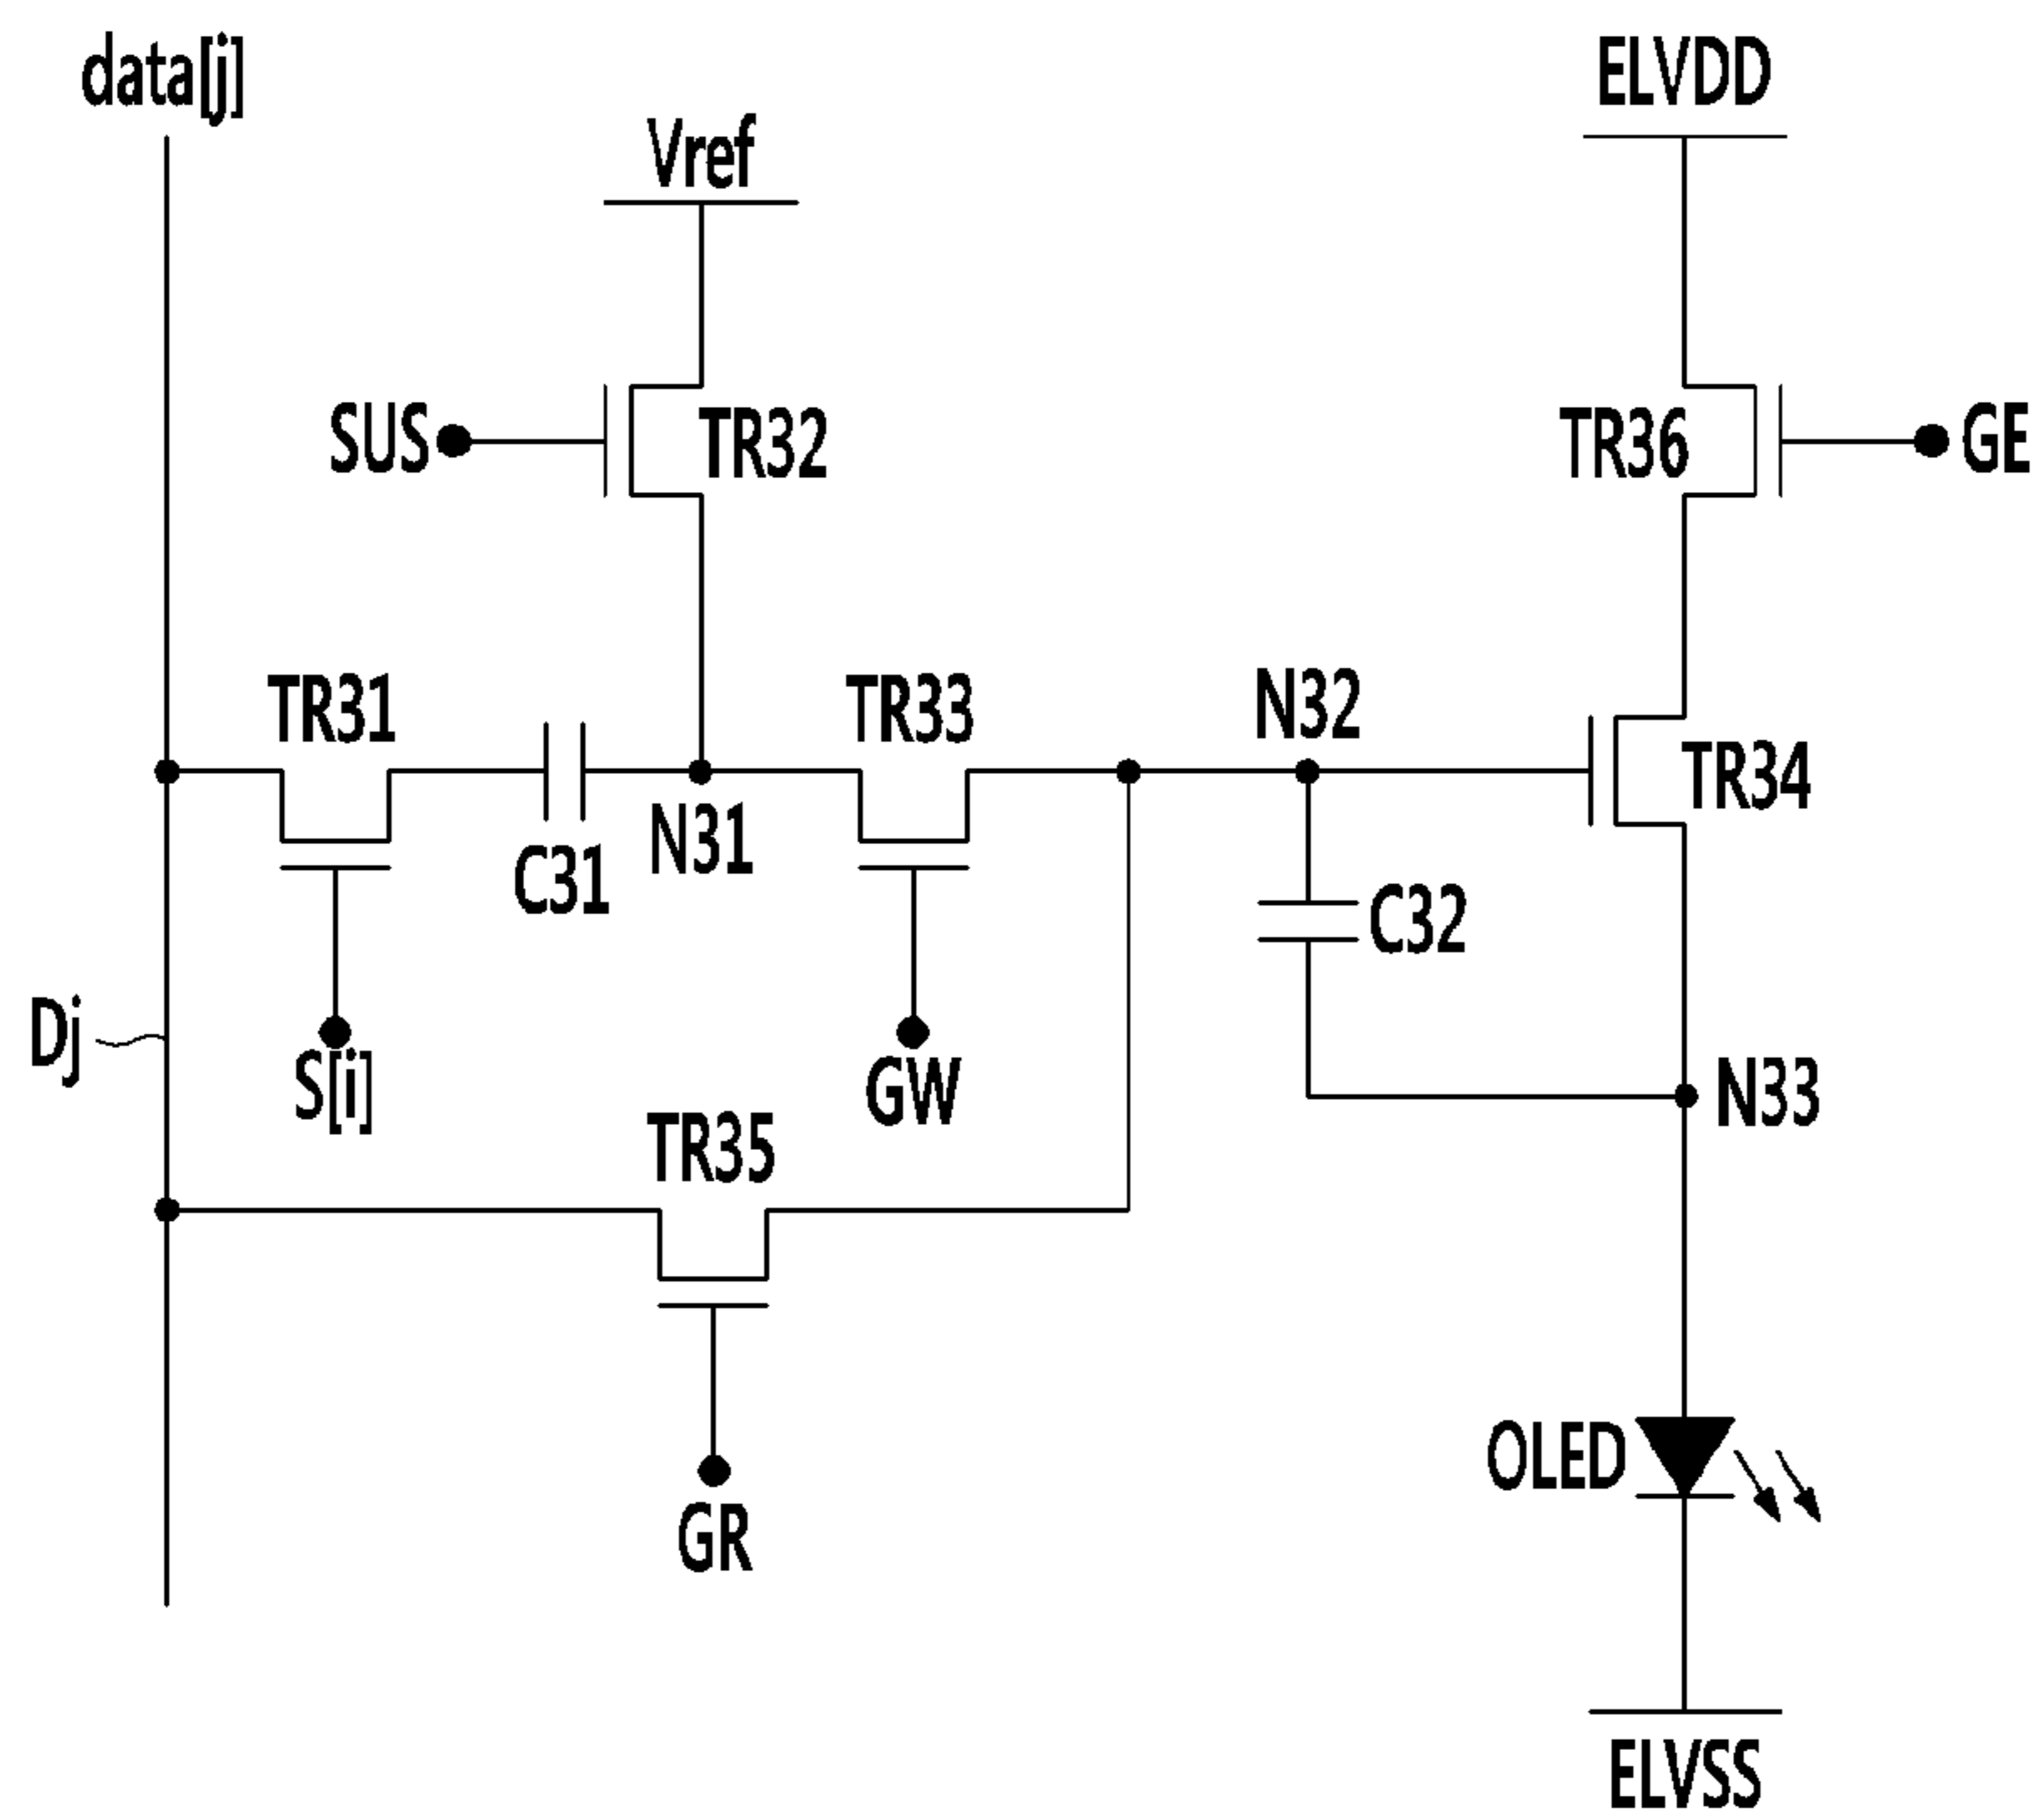 data[j]
ELVDD
Vref
SUS
TR32
TR36
GE
TR31
TR33
N32
TR34
C31
N31
C32
Dj
S[i]
GW
N33
TR35
OLED
GR
ELVSS